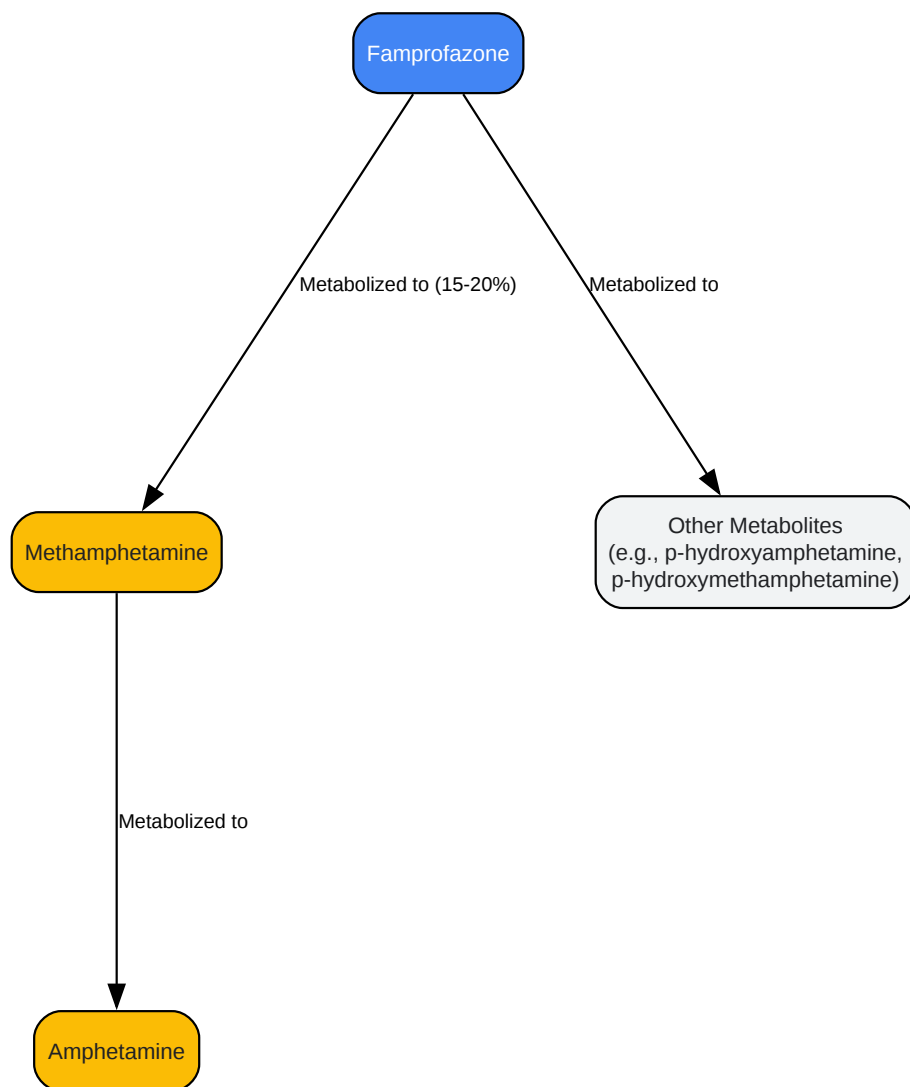 Famprofazone
Metabolized to (15-20%)
Metabolized to
Methamphetamine
Other Metabolites
(e.g., p-hydroxyamphetamine,
p-hydroxymethamphetamine)
Metabolized to
Amphetamine